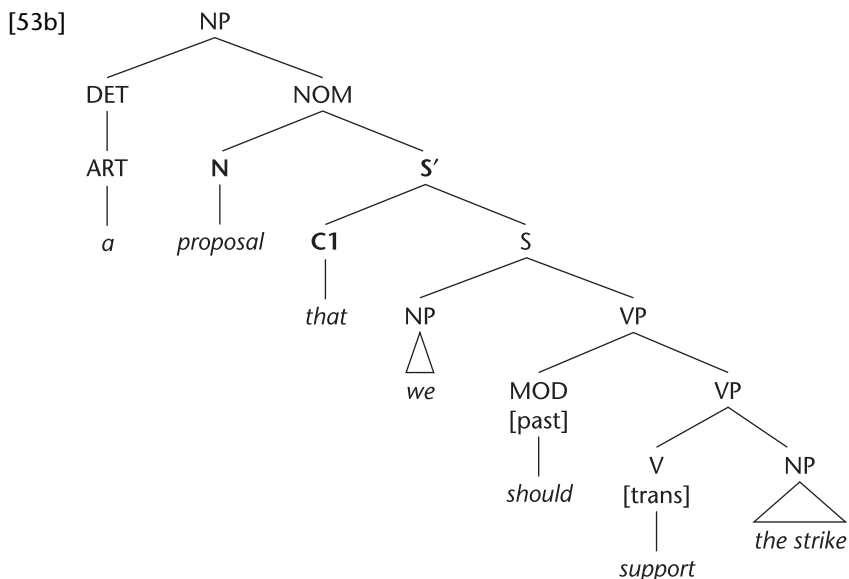 [53b] NP
DET NOM
ART N S′
a proposal C1 S
that NP VP
we MOD VP
[past]
V NP
should [trans]
the strike
support